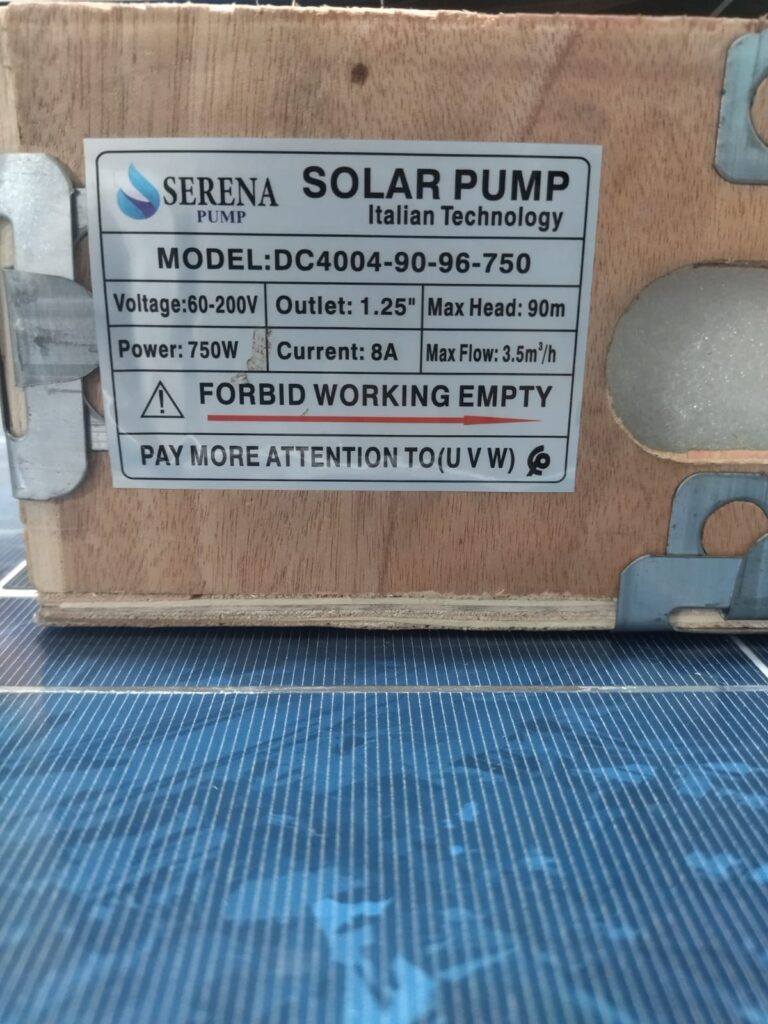 SERENA PUMP
SOLAR PUMP
Italian Technology
MODEL:DC4004-90-96-750
Voltage:60-200V Outlet: 1.25" Max Head: 90m
Power: 750W Current: 8A Max Flow: 3.5m³/h
FORBID WORKING EMPTY
PAY MORE ATTENTION TO(U V W)